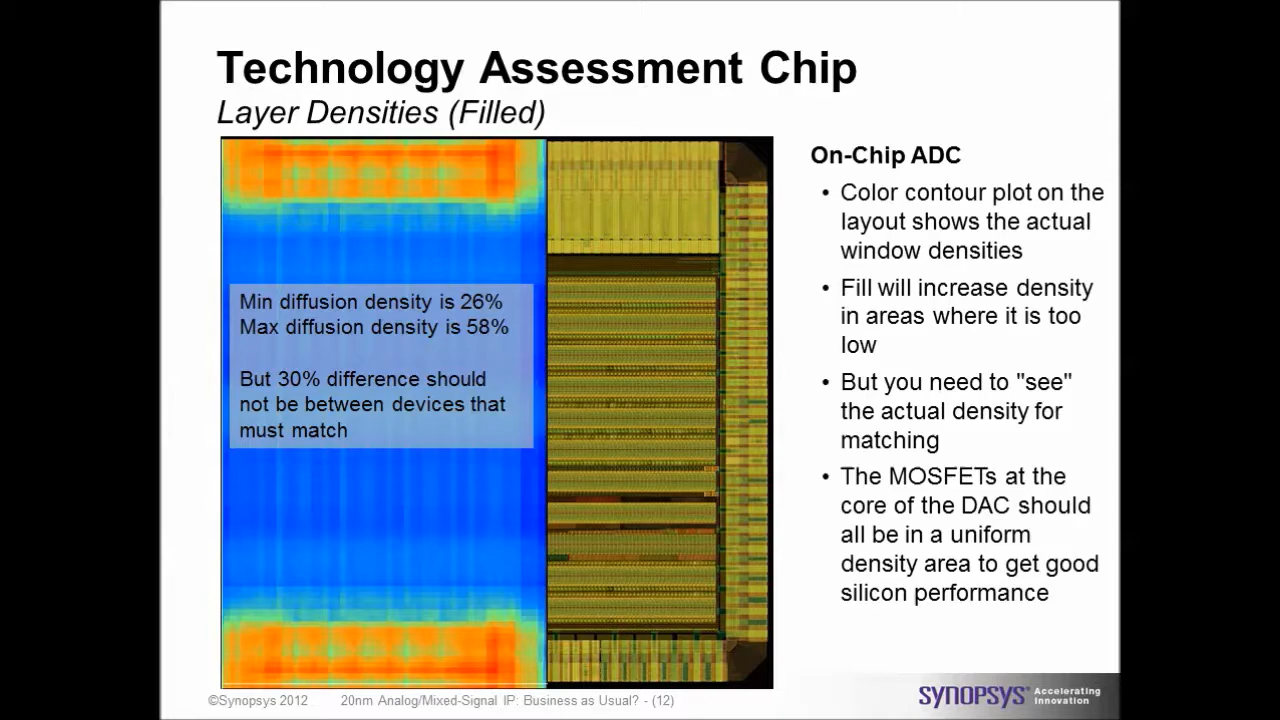 Technology Assessment Chip
Layer Densities (Filled)
Min diffusion density is 26%
Max diffusion density is 58%
But 30% difference should
not be between devices that
must match
On-Chip ADC
• Color contour plot on the
layout shows the actual
window densities
• Fill will increase density
in areas where it is too
low
• But you need to "see"
the actual density for
matching
• The MOSFETs at the
core of the DAC should
all be in a uniform
density area to get good
silicon performance
©Synopsys 2012 20nm Analog/Mixed-Signal IP: Business as Usual? - (12)
SYNOPSYS® Accelerating
Innovation